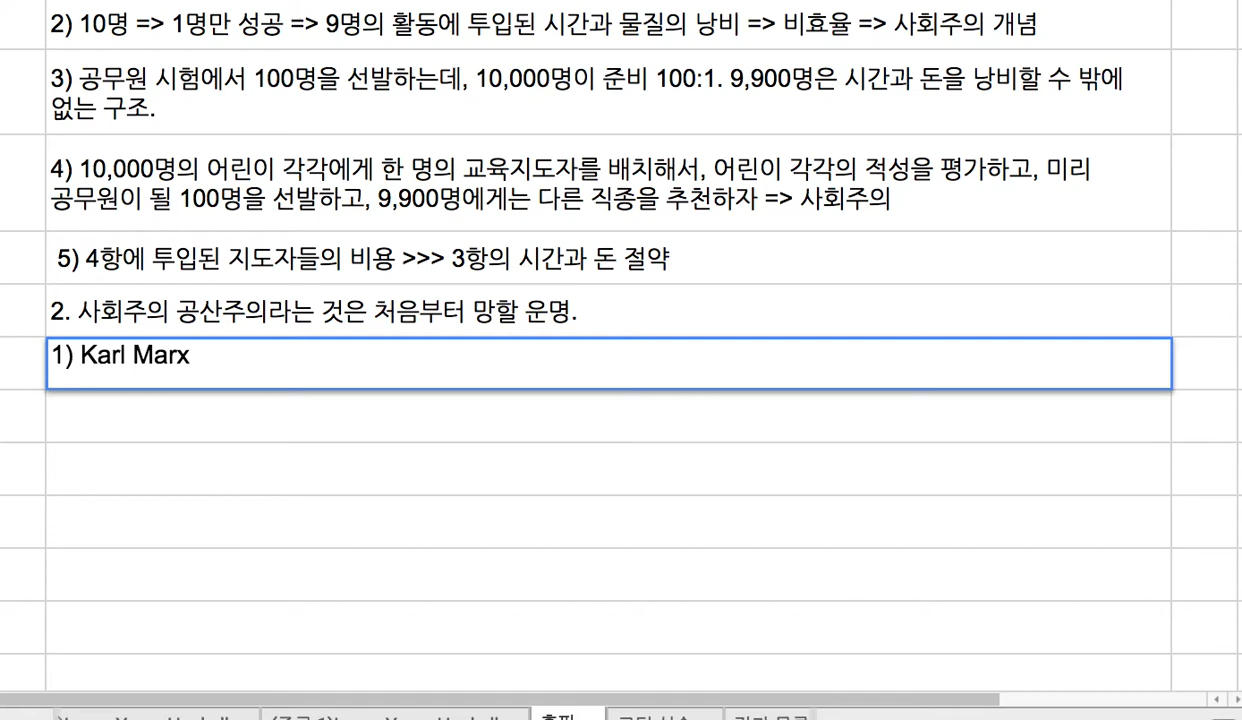 2) 10명 => 1명만 성공 => 9명의 활동에 투입된 시간과 물질의 낭비 => 비효율 => 사회주의 개념
3) 공무원 시험에서 100명을 선발하는데, 10,000명이 준비 100:1. 9,900명은 시간과 돈을 낭비할 수 밖에
없는 구조.
4) 10,000명의 어린이 각각에게 한 명의 교육지도자를 배치해서, 어린이 각각의 적성을 평가하고, 미리
공무원이 될 100명을 선발하고, 9,900명에게는 다른 직종을 추천하자 => 사회주의
5) 4항에 투입된 지도자들의 비용 >>> 3항의 시간과 돈 절약
2. 사회주의 공산주의라는 것은 처음부터 망할 운명.
1) Karl Marx